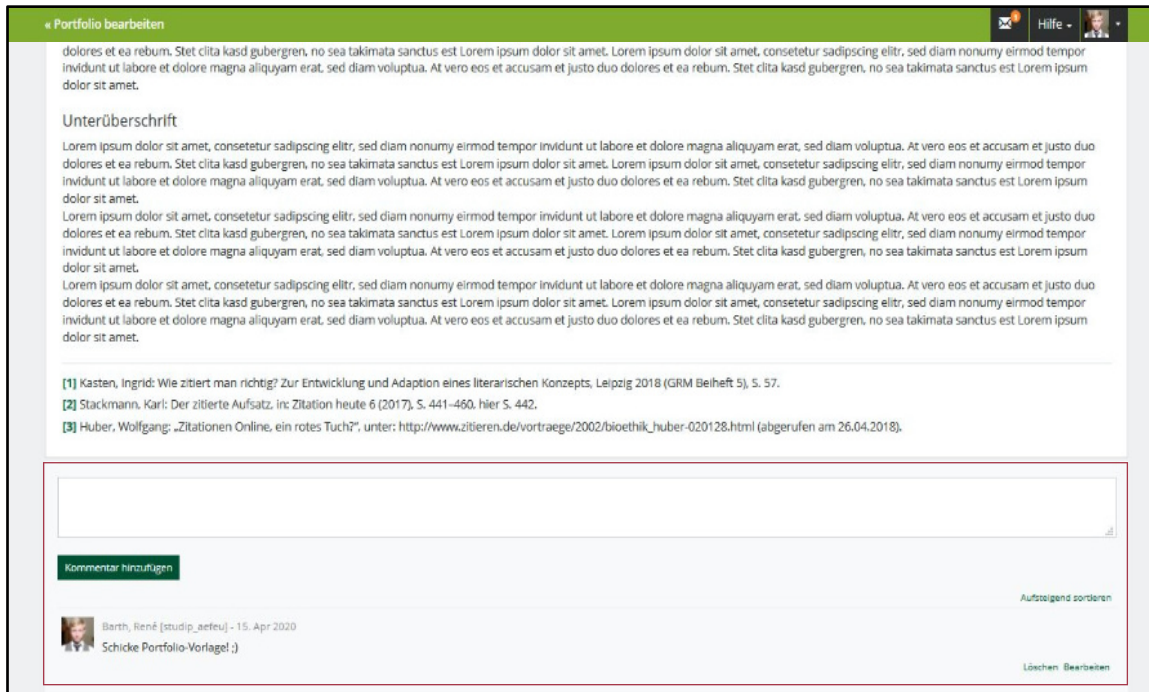 « Portfolio bearbeiten
Hilfe
dolores et ea rebum. Stet clita kasd gubergren, no sea takimata sanctus est Lorem ipsum dolor sit amet. Lorem ipsum dolor sit amet, consetetur sadipscing elitr, sed diam nonumy eirmod tempor
invidunt ut labore et dolore magna aliquyam erat, sed diam voluptua. At vero eos et accusam et justo duo dolores et ea rebum. Stet clita kasd gubergren, no sea takimata sanctus est Lorem ipsum
dolor sit amet.
Unterüberschrift
Lorem ipsum dolor sit amet, consetetur sadipscing elitr, sed diam nonumy eirmod tempor invidunt ut labore et dolore magna aliquyam erat, sed diam voluptua. At vero eos et accusam et justo duo
dolores et ea rebum. Stet clita kasd gubergren, no sea takimata sanctus est Lorem ipsum dolor sit amet. Lorem ipsum dolor sit amet, consetetur sadipscing elitr, sed diam nonumy eirmod tempor
invidunt ut labore et dolore magna aliquyam erat, sed diam voluptua. At vero eos et accusam et justo duo dolores et ea rebum. Stet clita kasd gubergren, no sea takimata sanctus est Lorem ipsum
dolor sit amet.
Lorem ipsum dolor sit amet, consetetur sadipscing elitr, sed diam nonumy eirmod tempor invidunt ut labore et dolore magna aliquyam erat, sed diam voluptua. At vero eos et accusam et justo duo
dolores et ea rebum. Stet clita kasd gubergren, no sea takimata sanctus est Lorem ipsum dolor sit amet. Lorem ipsum dolor sit amet, consetetur sadipscing elitr, sed diam nonumy eirmod tempor
invidunt ut labore et dolore magna aliquyam erat, sed diam voluptua. At vero eos et accusam et justo duo dolores et ea rebum. Stet clita kasd gubergren, no sea takimata sanctus est Lorem ipsum
dolor sit amet.
Lorem ipsum dolor sit amet, consetetur sadipscing elitr, sed diam nonumy eirmod tempor invidunt ut labore et dolore magna aliquyam erat, sed diam voluptua. At vero eos et accusam et justo duo
dolores et ea rebum. Stet clita kasd gubergren, no sea takimata sanctus est Lorem ipsum dolor sit amet. Lorem ipsum dolor sit amet, consetetur sadipscing elitr, sed diam nonumy eirmod tempor
invidunt ut labore et dolore magna aliquyam erat, sed diam voluptua. At vero eos et accusam et justo duo dolores et ea rebum. Stet clita kasd gubergren, no sea takimata sanctus est Lorem ipsum
dolor sit amet.
[1] Kasten, Ingrid: Wie zitiert man richtig? Zur Entwicklung und Adaption eines literarischen Konzepts, Leipzig 2018 (GRM Beiheft 5), S. 57.
[2] Stackmann, Karl: Der zitierte Aufsatz, in: Zitation heute 6 (2017), S. 441–460, hier S. 442.
[3] Huber, Wolfgang: „Zitationen Online, ein rotes Tuch?“, unter: http://www.zitieren.de/vortraege/2002/bioethik_huber-020128.html (abgerufen am 26.04.2018).
Kommentar hinzufügen
Aufsteigend sortieren
Barth, René [studip_aefeu] - 15. Apr 2020
Schicke Portfolio-Vorlage! ;)
Löschen Bearbeiten